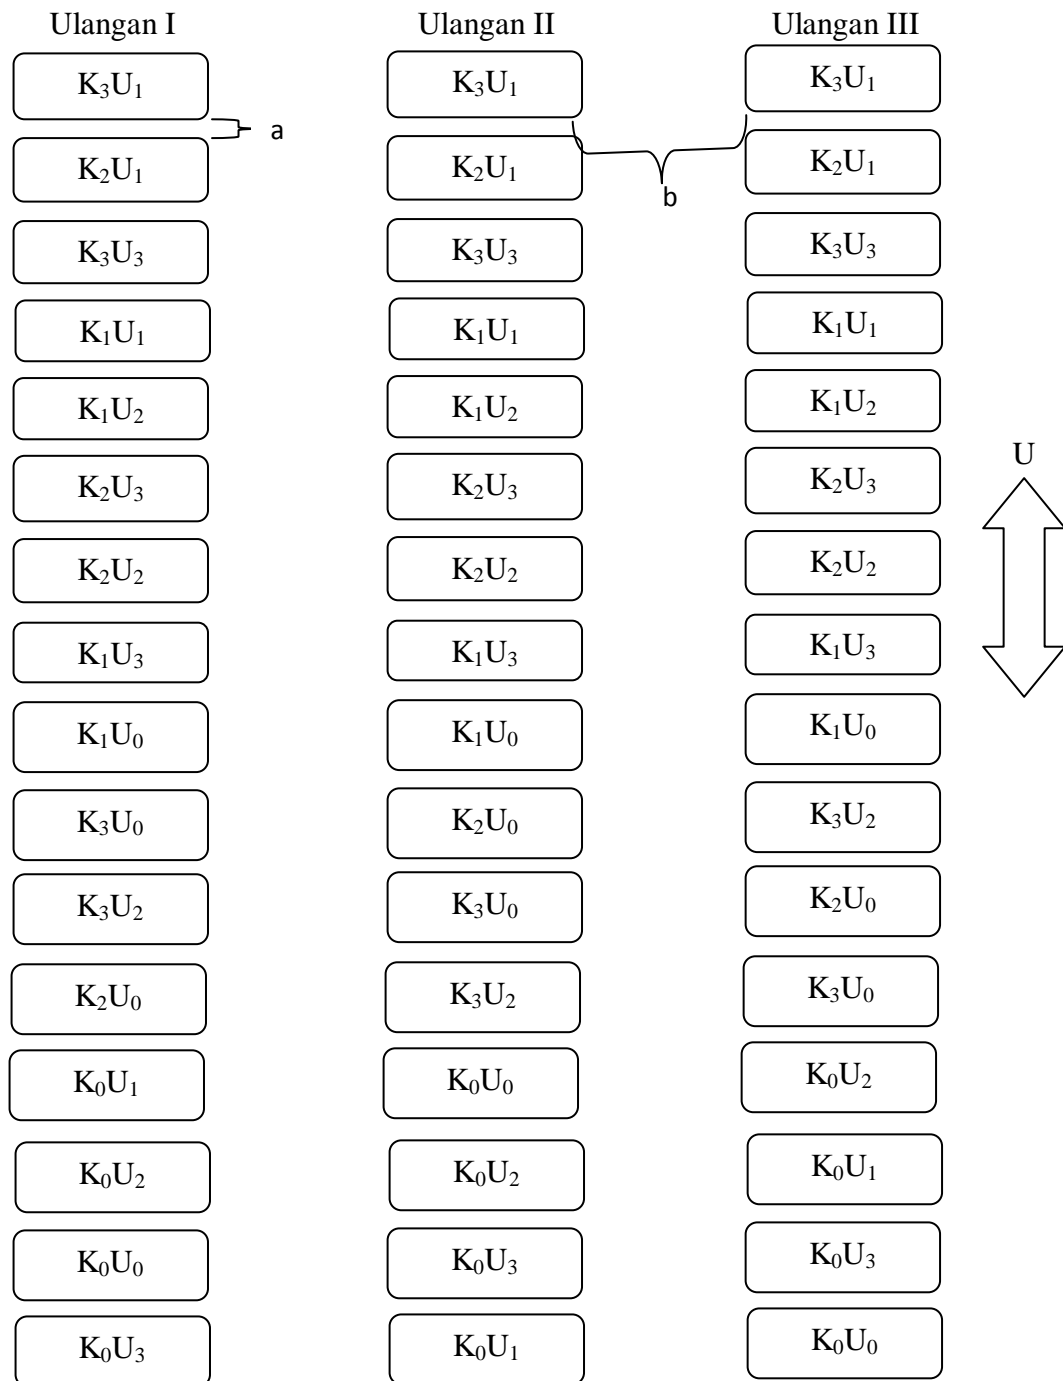 Ulangan I Ulangan II Ulangan III
K₃U₁ K₃U₁ K₃U₁
a
K₂U₁ K₂U₁ K₂U₁
b
K₃U₃ K₃U₃ K₃U₃
K₁U₁ K₁U₁ K₁U₁
K₁U₂ K₁U₂ K₁U₂
U
K₂U₃ K₂U₃ K₂U₃
K₂U₂ K₂U₂ K₂U₂
K₁U₃ K₁U₃ K₁U₃
K₁U₀ K₁U₀ K₁U₀
K₃U₀ K₂U₀ K₃U₂
K₃U₂ K₃U₀ K₂U₀
K₂U₀ K₃U₂ K₃U₀
K₀U₁ K₀U₀ K₀U₂
K₀U₂ K₀U₂ K₀U₁
K₀U₀ K₀U₃ K₀U₃
K₀U₃ K₀U₁ K₀U₀